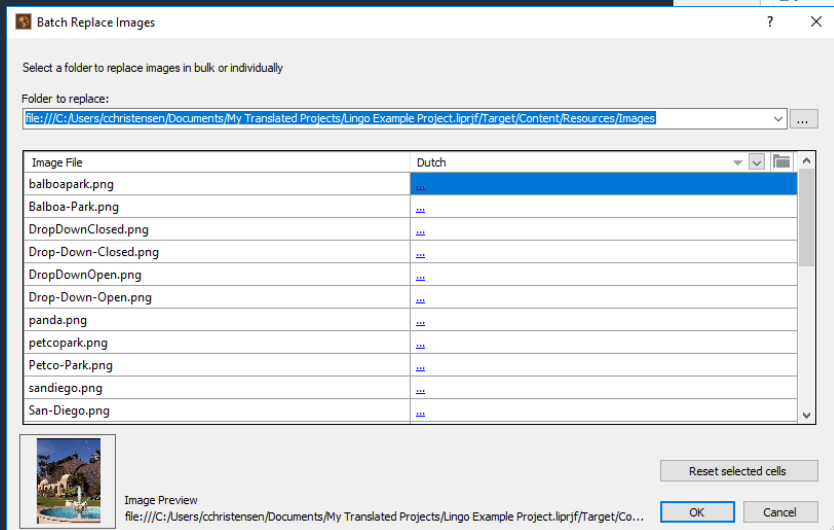 Batch Replace Images
Select a folder to replace images in bulk or individually
Folder to replace:
file:///C:/Users/cchristensen/Documents/My Translated Projects/Lingo Example Project.liprjf/Target/Content/Resources/Images
...
Image File Dutch
balboapark.png ...
Balboa-Park.png ...
DropDownClosed.png ...
Drop-Down-Closed.png ...
DropDownOpen.png ...
Drop-Down-Open.png ...
panda.png ...
petcopark.png ...
Petco-Park.png ...
sandiego.png ...
San-Diego.png ...
Reset selected cells
Image Preview
file:///C:/Users/cchristensen/Documents/My Translated Projects/Lingo Example Project.liprjf/Target/Co...
OK Cancel